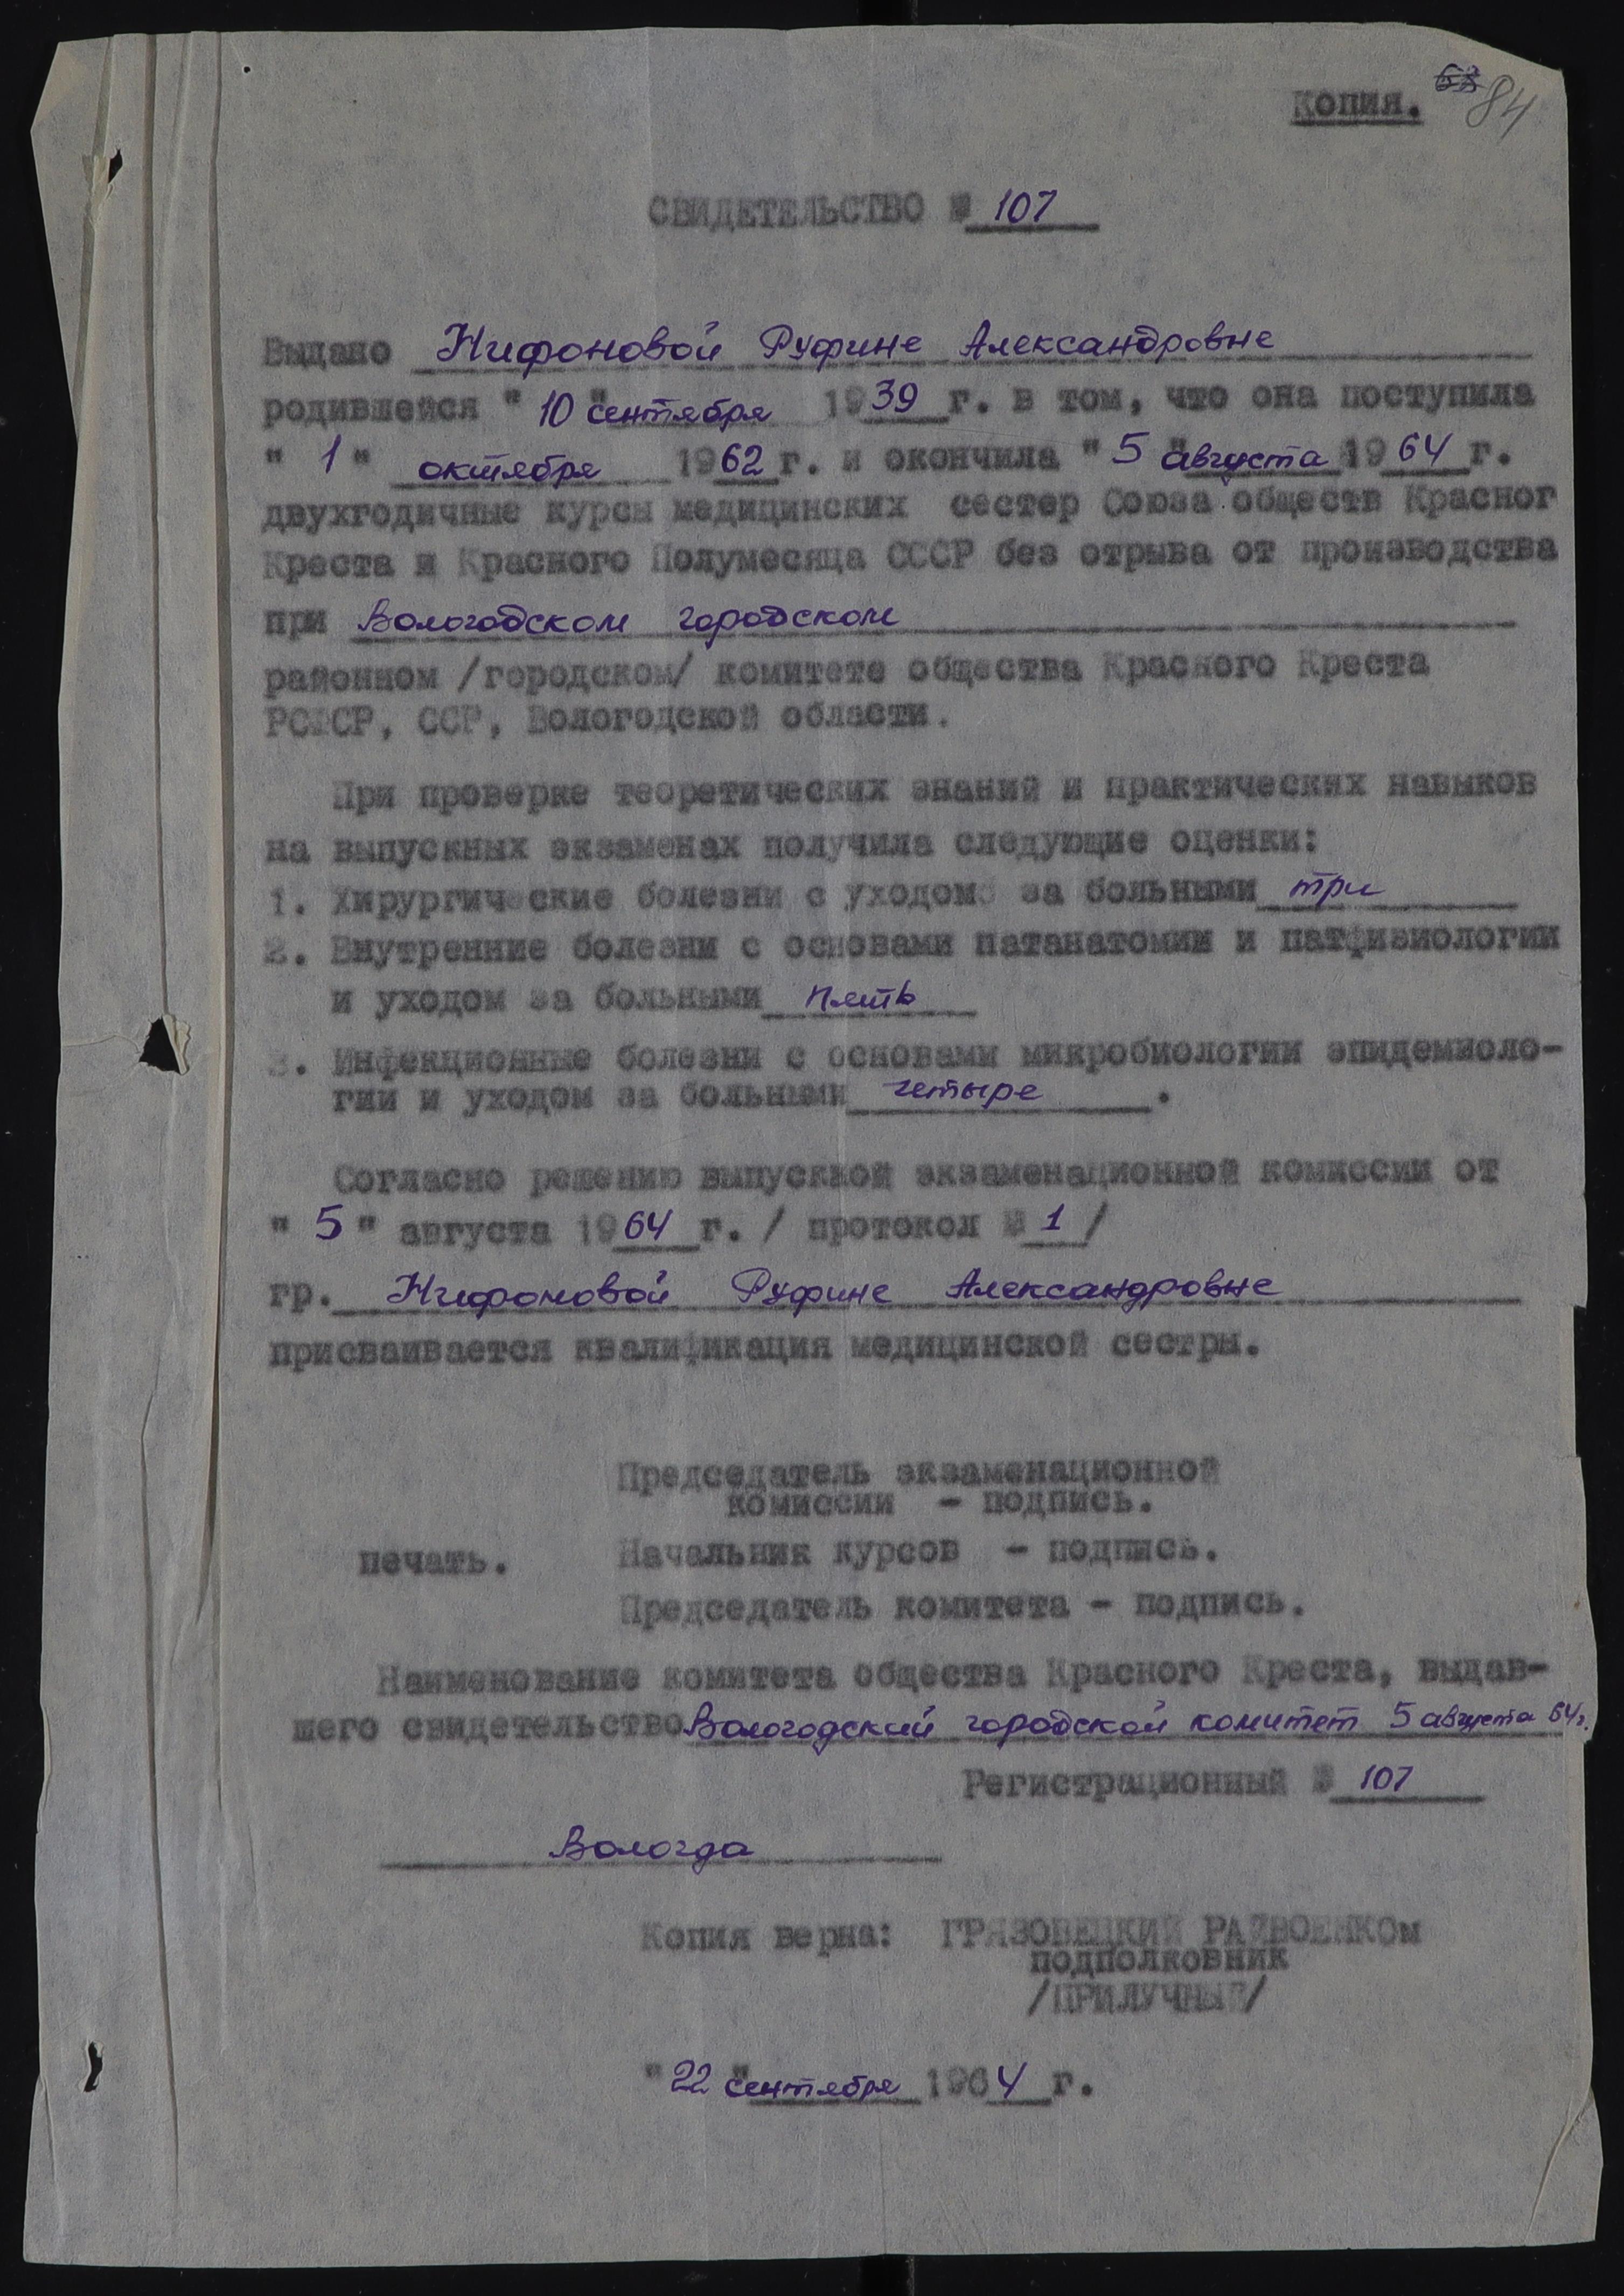 копия. 84
СВИДЕТЕЛЬСТВО № 107
Выдано Нифоновой Руфине Александровне
родившейся "10" сентября 1939 г. в том, что она поступила
"1" октября 1962 г. и окончила "5" августа 1964 г.
двухгодичные курсы медицинских сестер Союза обществ Красног
Креста и Красного Полумесяца СССР без отрыва от производства
при Вологодском городском
районном /городском/ комитете общества Красного Креста
РСФСР, ССР, Вологодской области.
При проверке теоретических знаний и практических навыков
на выпускных экзаменах получила следующие оценки:
1. Хирургические болезни с уходом за больными три
2. Внутренние болезни с основами патанатомии и патфизиологии
и уходом за больными пять
3. Инфекционные болезни с основами микробиологии эпидемиоло-
гии и уходом за больными четыре.
Согласно решению выпускной экзаменационной комиссии от
"5" августа 1964 г. / протокол № 1 /
гр. Нифоновой Руфине Александровне
присваивается квалификация медицинской сестры.
Председатель экзаменационной
комиссии - подпись.
печать. Начальник курсов - подпись.
Председатель комитета - подпись.
Наименование комитета общества Красного Креста, выдав-
шего свидетельство Вологодский городской комитет 5 августа 64г.
Регистрационный № 107
Вологда
Копия верна: ГРЯЗОВЕЦКИЙ РАЙВОЕНКОм
подполковник
/ПРИЛУЧНЫЙ/
"22" сентября 1964 г.